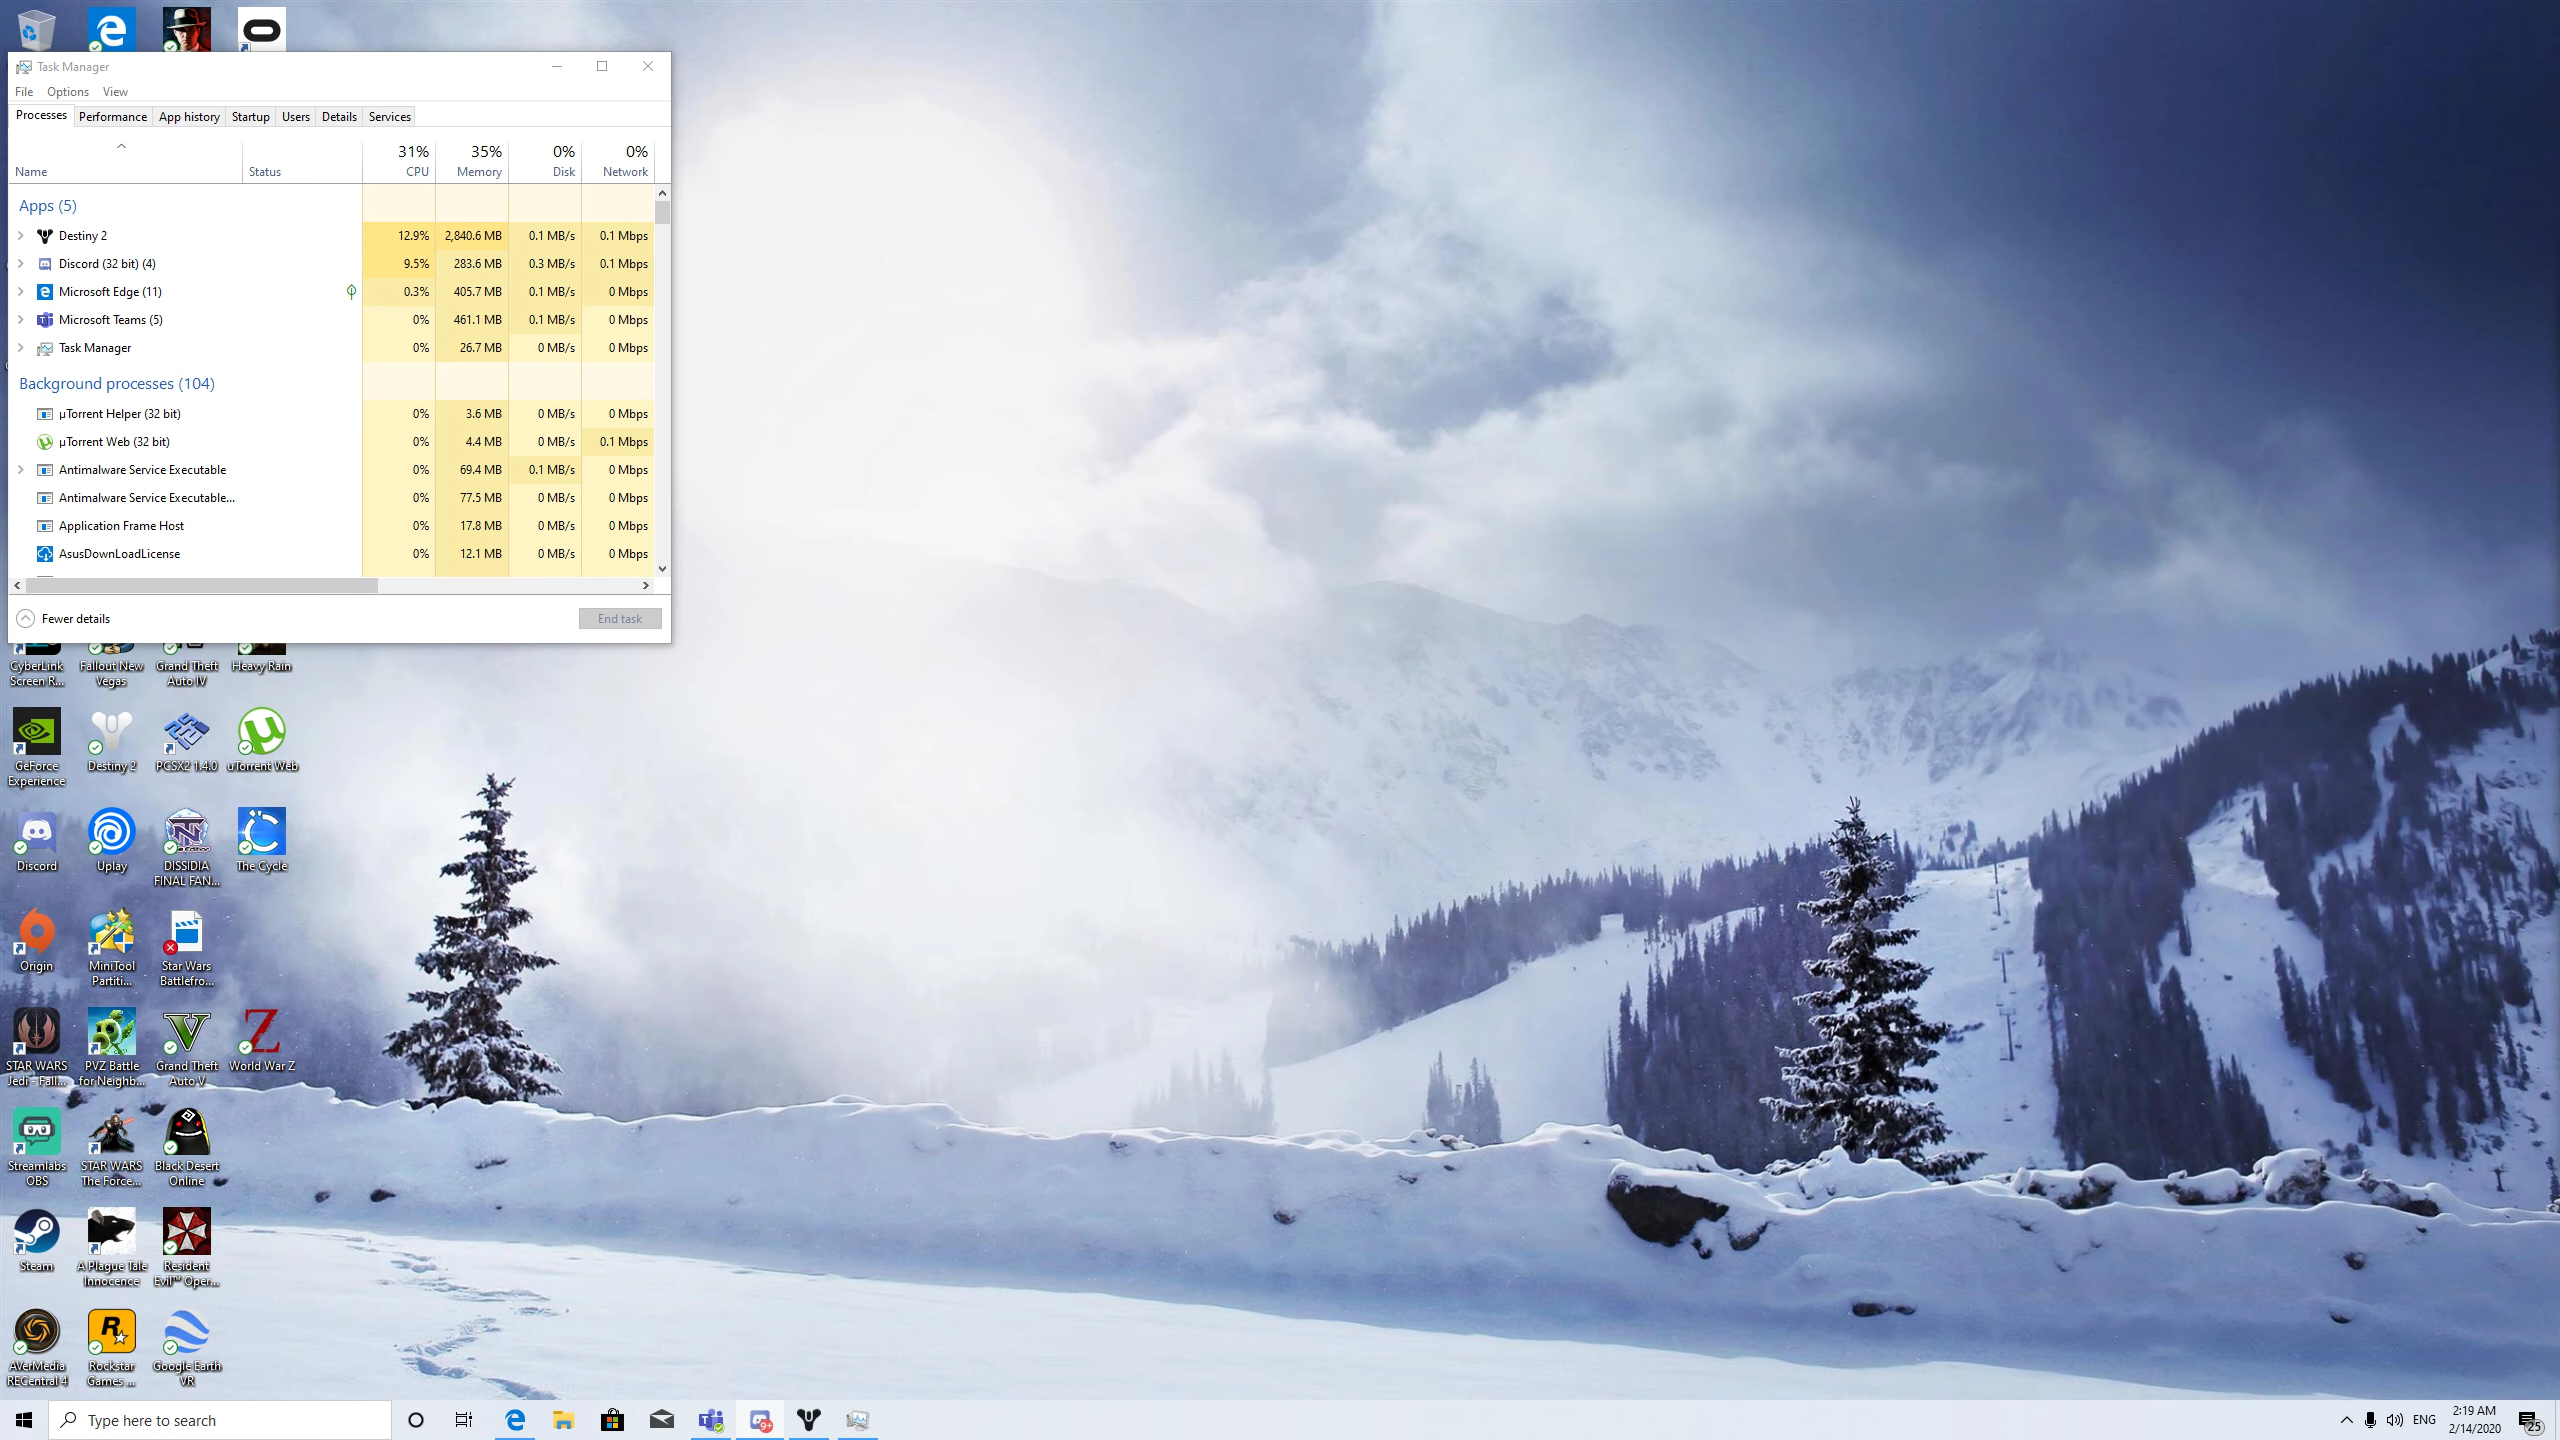 Task Manager
File Options View
Processes Performance App history Startup Users Details Services
31% 35% 0% 0%
Name Status CPU Memory Disk Network
Apps (5)
Destiny 2 12.9% 2,840.6 MB 0.1 MB/s 0.1 Mbps
Discord (32 bit) (4) 9.5% 283.6 MB 0.3 MB/s 0.1 Mbps
Microsoft Edge (11) 0.3% 405.7 MB 0.1 MB/s 0 Mbps
Microsoft Teams (5) 0% 461.1 MB 0.1 MB/s 0 Mbps
Task Manager 0% 26.7 MB 0 MB/s 0 Mbps
Background processes (104)
µTorrent Helper (32 bit) 0% 3.6 MB 0 MB/s 0 Mbps
µTorrent Web (32 bit) 0% 4.4 MB 0 MB/s 0.1 Mbps
Antimalware Service Executable 0% 69.4 MB 0.1 MB/s 0 Mbps
Antimalware Service Executable... 0% 77.5 MB 0 MB/s 0 Mbps
Application Frame Host 0% 17.8 MB 0 MB/s 0 Mbps
AsusDownLoadLicense 0% 12.1 MB 0 MB/s 0 Mbps
Fewer details End task
CyberLink Fallout New Grand Theft Heavy Rain
Screen R... Vegas Auto IV
GeForce Destiny 2 PCSX2 1.4.0 uTorrent Web
Experience
Discord Uplay DISSIDIA The Cycle
FINAL FAN...
Origin MiniTool Star Wars
Partiti... Battlefro...
STAR WARS PVZ Battle Grand Theft World War Z
Jedi - Fall... for Neighb... Auto V
Streamlabs STAR WARS Black Desert
OBS The Force... Online
Steam A Plague Tale Resident
Innocence Evil™ Oper...
AVerMedia Rockstar Google Earth
RECentral 4 Games ... VR
Type here to search
9+
ENG
2:19 AM
2/14/2020
25